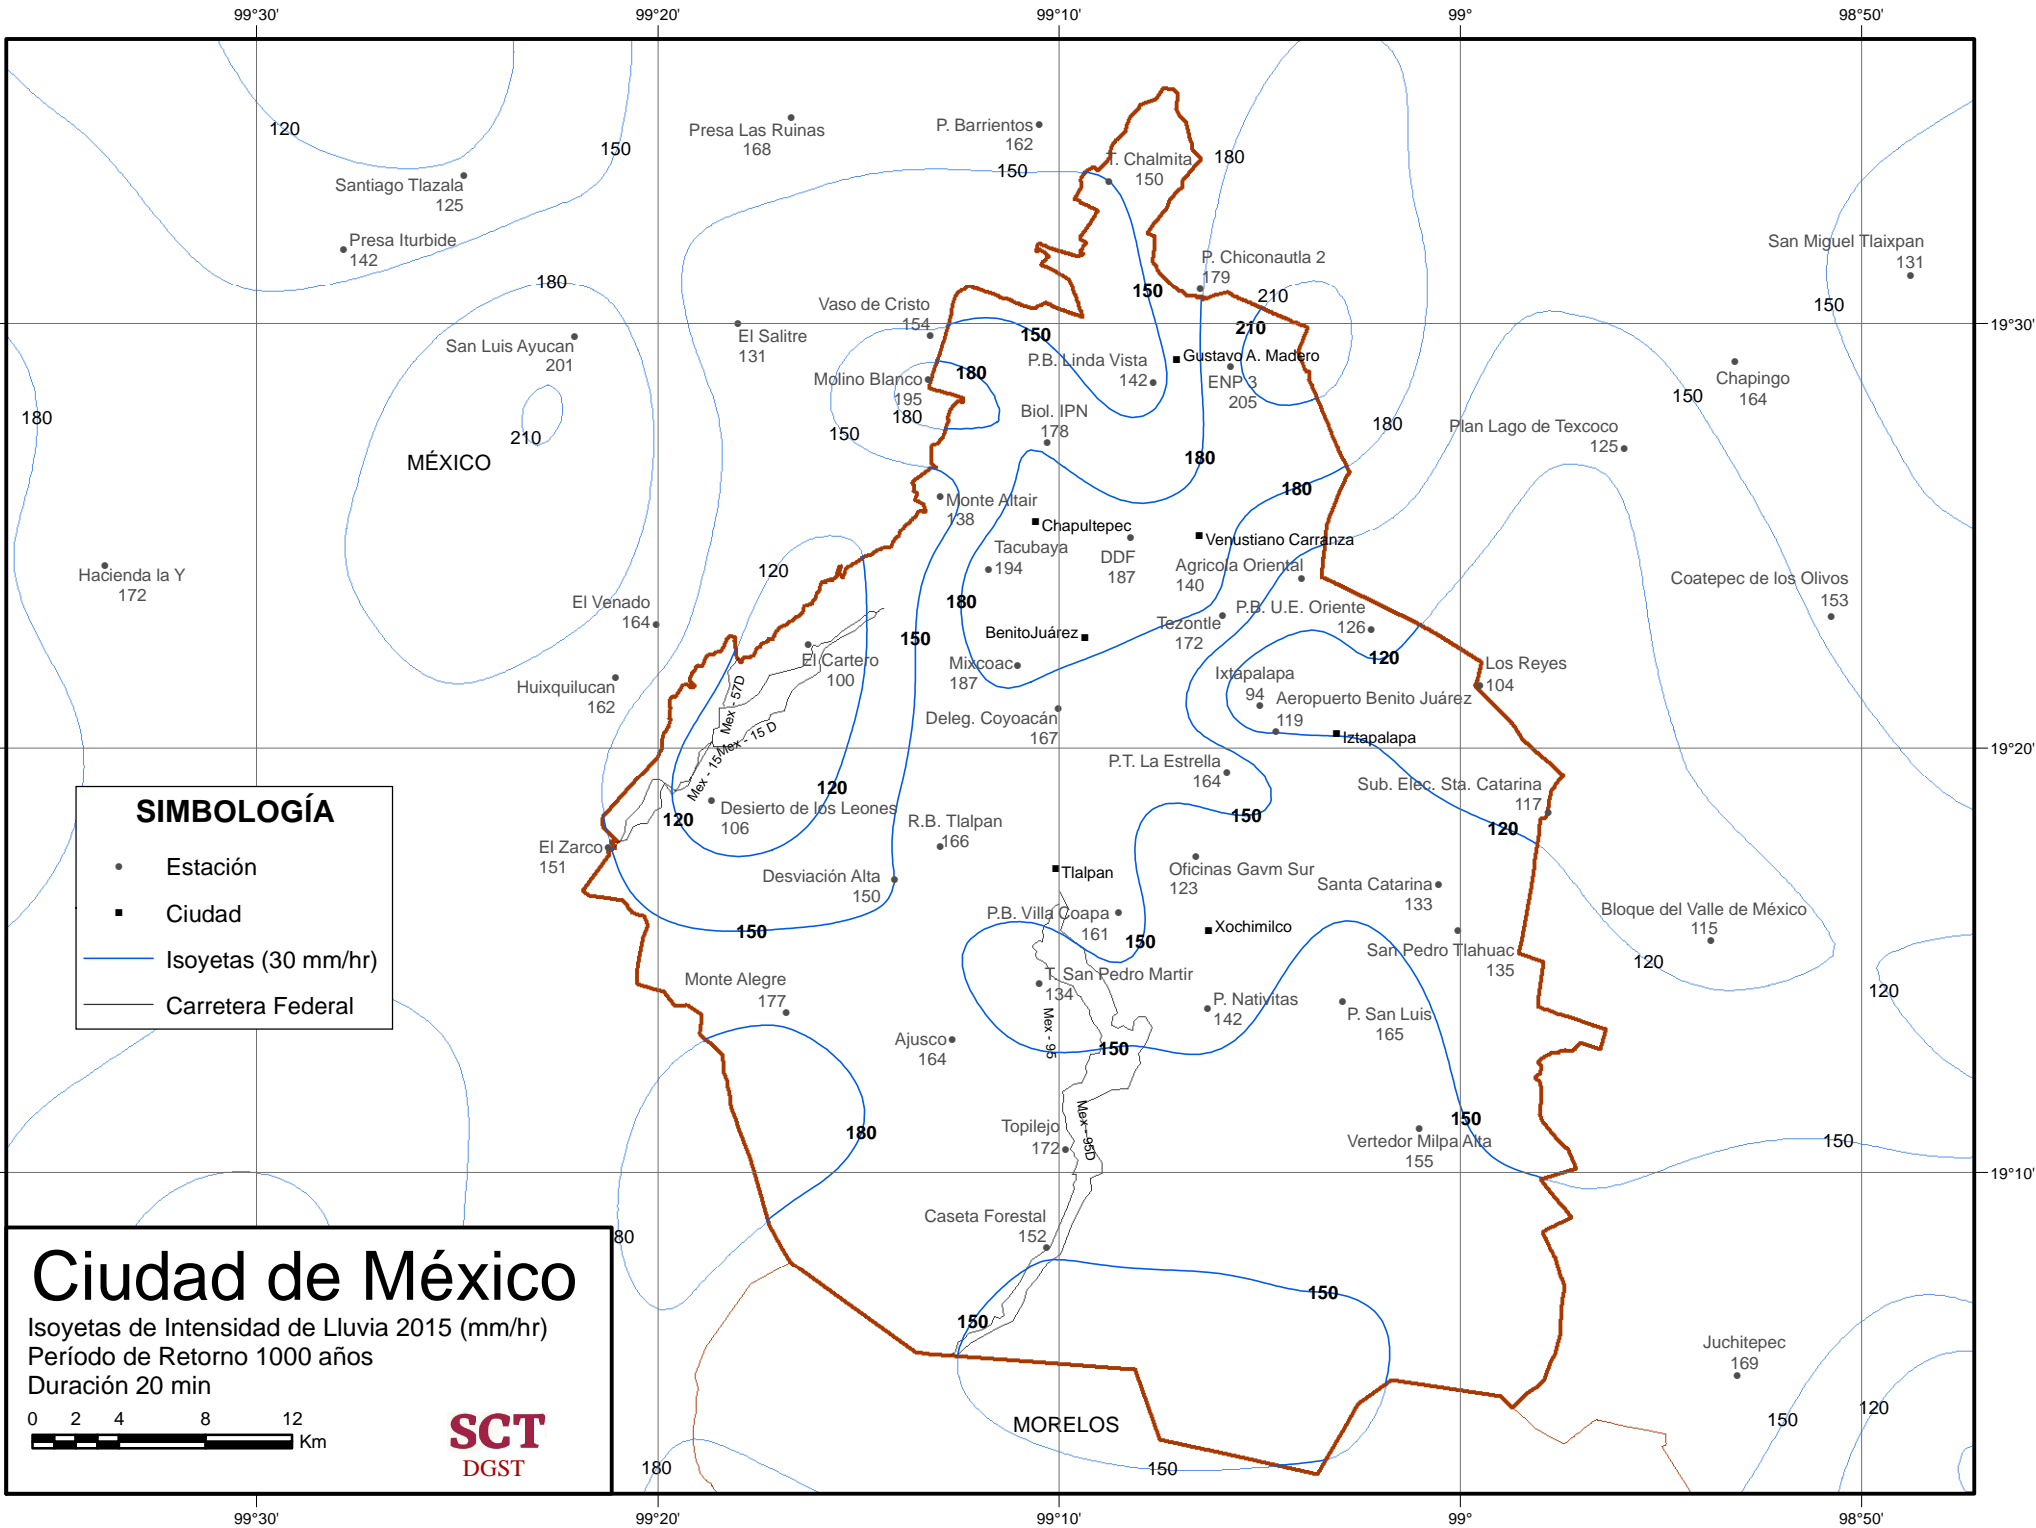 99°30'
99°20'
99°10'
99°
98°50'
120
150
Presa Las Ruinas
168
P. Barrientos
162
150
T. Chalmita
150
180
Santiago Tlazala
125
Presa Iturbide
142
180
San Miguel Tlaixpan
131
150
P. Chiconautla 2
179
210
150
Vaso de Cristo
154
El Salitre
131
150
210
19°30'
San Luis Ayucan
201
P.B. Linda Vista
142
Gustavo A. Madero
ENP 3
205
Chapingo
164
Molino Blanco
195
180
180
150
150
Biol. IPN
178
180
180
210
MÉXICO
Plan Lago de Texcoco
125
180
180
Monte Altair
138
Chapultepec
Venustiano Carranza
Tacubaya
194
DDF
187
Agricola Oriental
140
120
Hacienda la Y
172
Coatepec de los Olivos
153
El Venado
164
180
P.B. U.E. Oriente
126
Tezontle
172
150
BenitoJuárez
El Cartero
100
Mixcoac
187
120
Los Reyes
104
Ixtapalapa
94
Aeropuerto Benito Juárez
119
Huixquilucan
162
Mex - 57D
Mex - 15 D
Mex - 15
Deleg. Coyoacán
167
Iztapalapa
19°20'
P.T. La Estrella
164
Sub. Elec. Sta. Catarina
117
120
120
Desierto de los Leones
106
150
120
R.B. Tlalpan
166
El Zarco
151
Desviación Alta
150
Tlalpan
Oficinas Gavm Sur
123
Santa Catarina
133
P.B. Villa Coapa
161
Xochimilco
Bloque del Valle de México
115
150
150
San Pedro Tlahuac
135
120
120
Monte Alegre
177
T. San Pedro Martir
134
P. Nativitas
142
P. San Luis
165
Mex - 95
Ajusco
164
150
180
Mex - 95D
Topilejo
172
150
Vertedor Milpa Alta
155
150
19°10'
Caseta Forestal
152
80
150
150
Juchitepec
169
150
120
MORELOS
180
150
SIMBOLOGÍA
Estación
Ciudad
Isoyetas (30 mm/hr)
Carretera Federal
Ciudad de México
Isoyetas de Intensidad de Lluvia 2015 (mm/hr)
Período de Retorno 1000 años
Duración 20 min
0 2 4 8 12
Km
SCT
DGST
99°30'
99°20'
99°10'
99°
98°50'